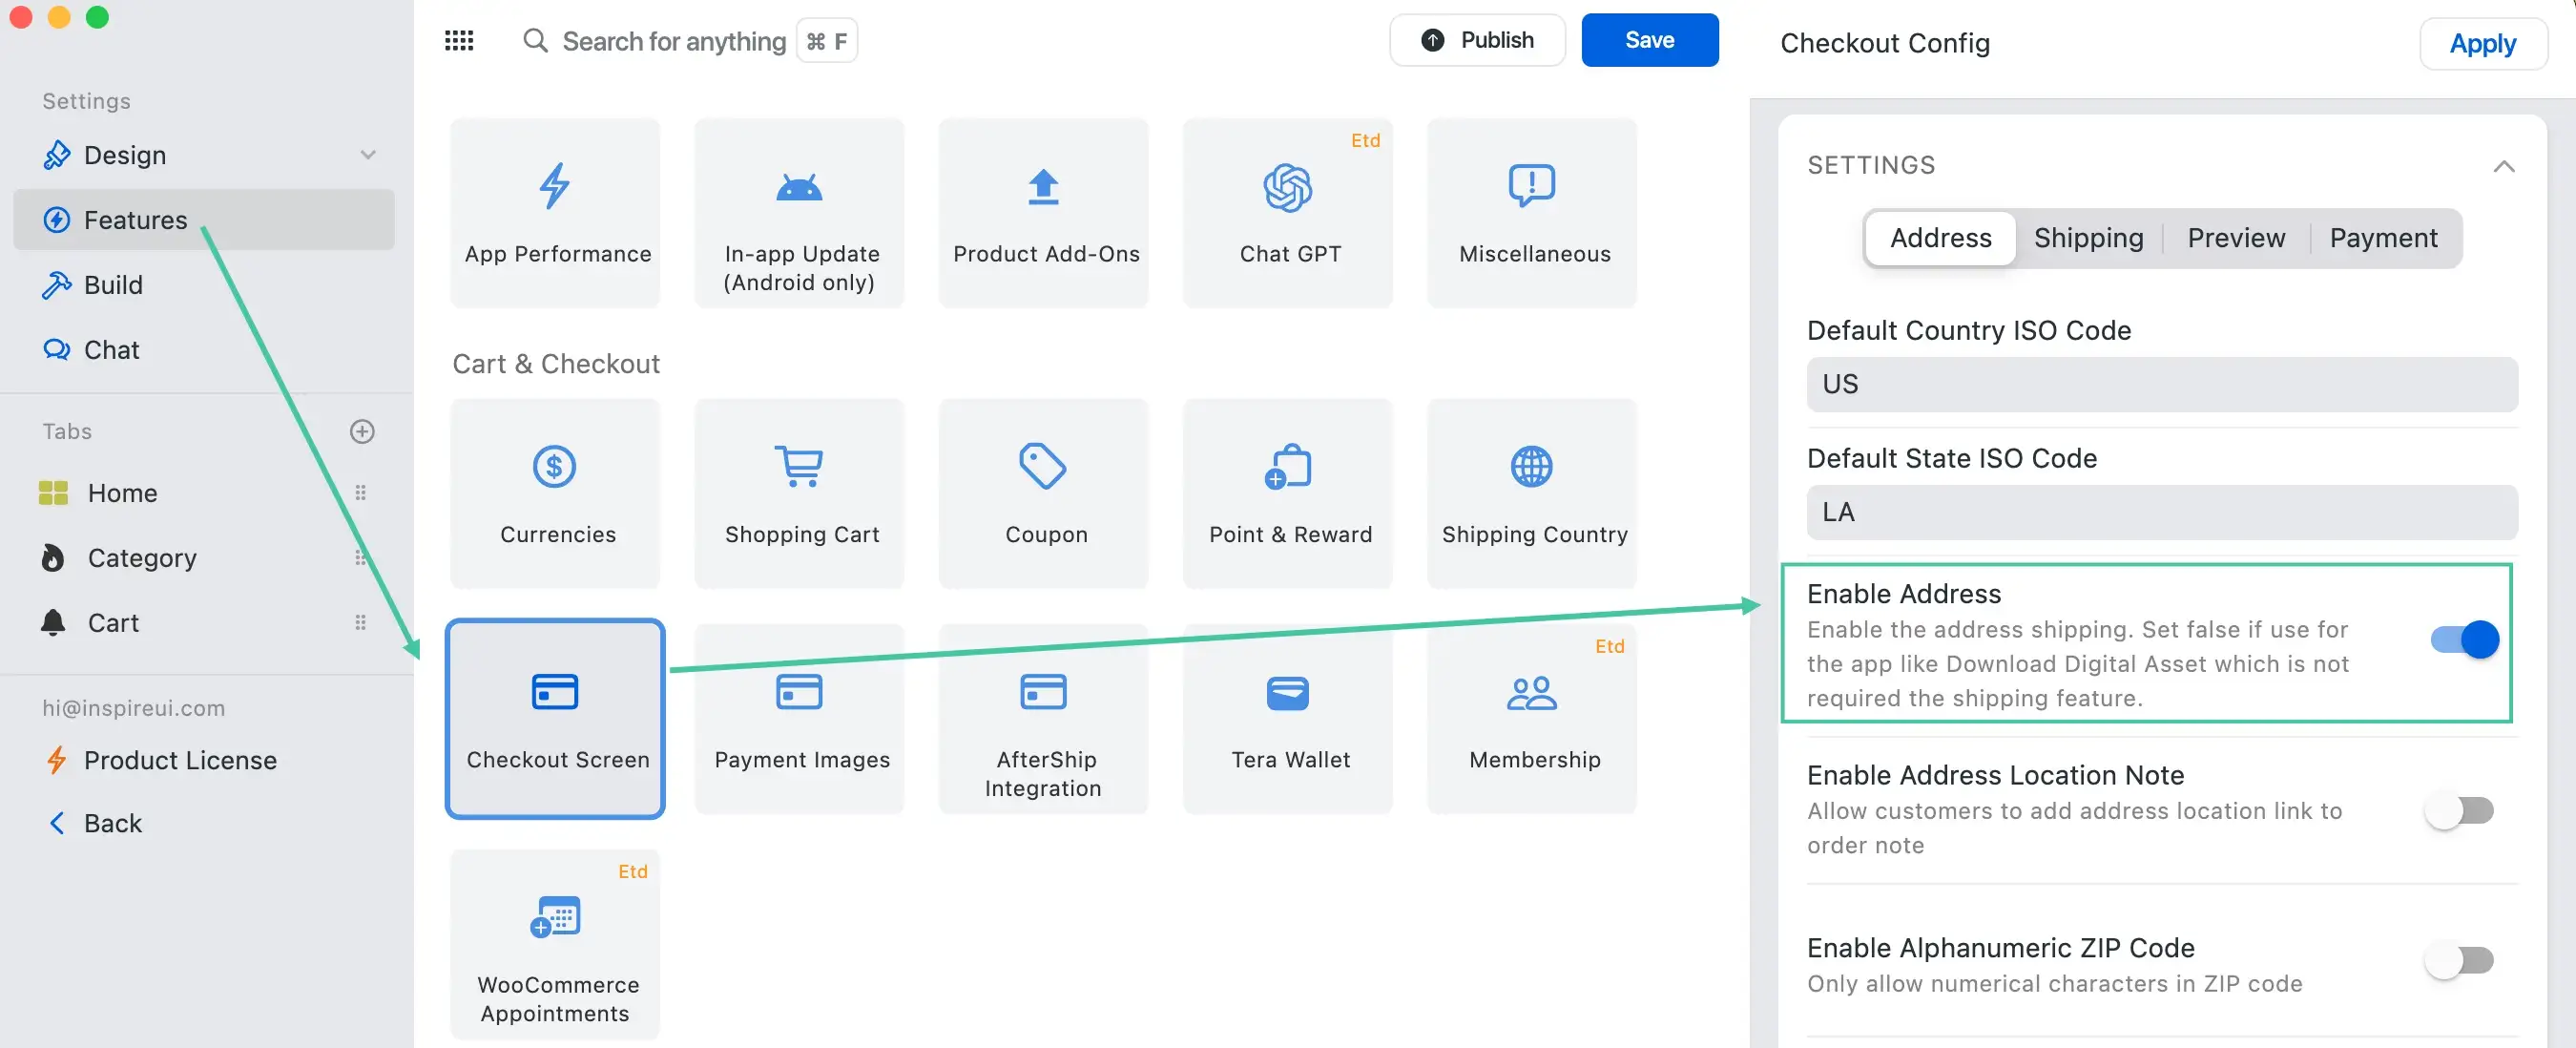 Settings
Design
Features
Build
Chat
Tabs
Home
Category
Cart
hi@inspireui.com
Product License
Back
Search for anything ⌘ F
Publish
Save
App Performance
In-app Update
(Android only)
Product Add-Ons
Etd
Chat GPT
Miscellaneous
Cart & Checkout
Currencies
Shopping Cart
Coupon
Point & Reward
Shipping Country
Checkout Screen
Payment Images
AfterShip
Integration
Tera Wallet
Etd
Membership
Etd
WooCommerce
Appointments
Checkout Config
Apply
SETTINGS
Address Shipping Preview Payment
Default Country ISO Code
US
Default State ISO Code
LA
Enable Address
Enable the address shipping. Set false if use for
the app like Download Digital Asset which is not
required the shipping feature.
Enable Address Location Note
Allow customers to add address location link to
order note
Enable Alphanumeric ZIP Code
Only allow numerical characters in ZIP code